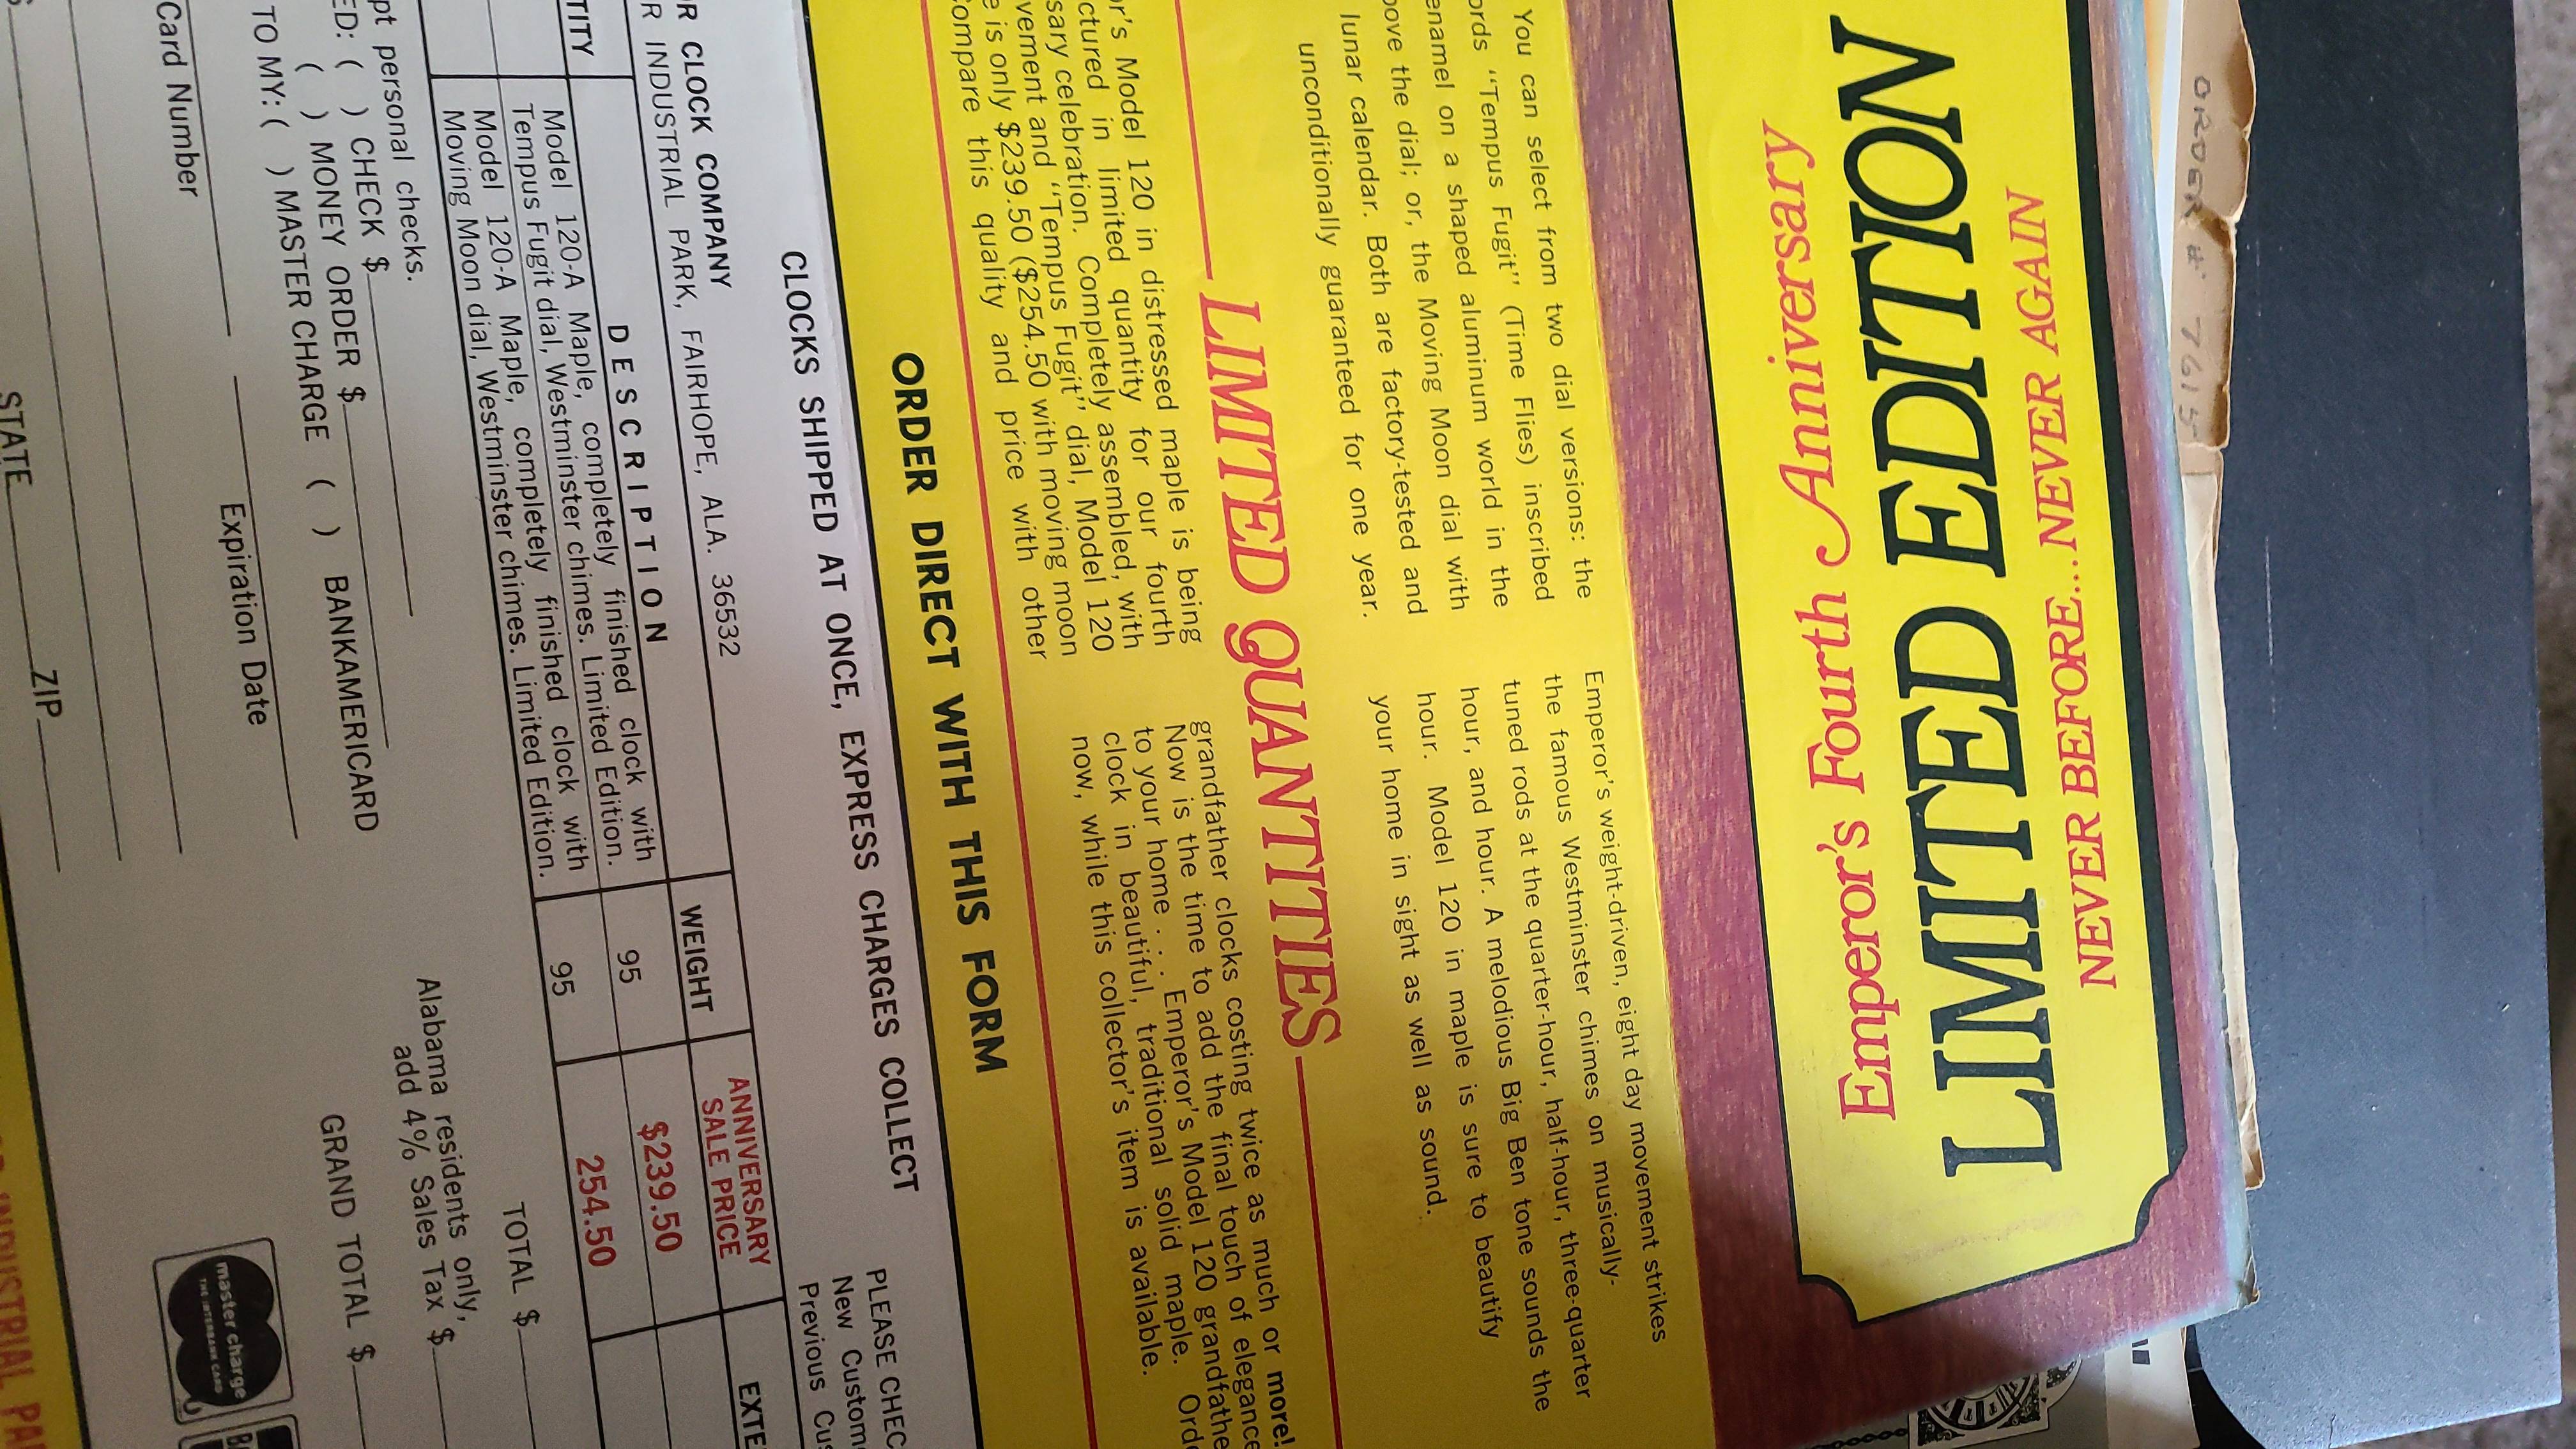 ORDER # 7615
NEVER BEFORE... NEVER AGAIN
LIMITED EDITION
Emperor's Fourth Anniversary
You can select from two dial versions: the
ords "Tempus Fugit" (Time Flies) inscribed
enamel on a shaped aluminum world in the
ove the dial; or, the Moving Moon dial with
lunar calendar. Both are factory-tested and
unconditionally guaranteed for one year.
Emperor's weight-driven, eight day movement strikes
the famous Westminster chimes on musically-
tuned rods at the quarter-hour, half-hour, three-quarter
hour, and hour. A melodious Big Ben tone sounds the
hour. Model 120 in maple is sure to beautify
your home in sight as well as sound.
LIMITED QUANTITIES
r's Model 120 in distressed maple is being
ctured in limited quantity for our fourth
sary celebration. Completely assembled, with
vement and "Tempus Fugit" dial, Model 120
e is only $239.50 ($254.50 with moving moon
ompare this quality and price with other
grandfather clocks costing twice as much or more!
Now is the time to add the final touch of elegance
to your home . . . Emperor's Model 120 grandfathe
clock in beautiful, traditional solid maple. Orde
now, while this collector's item is available.
ORDER DIRECT WITH THIS FORM
CLOCKS SHIPPED AT ONCE, EXPRESS CHARGES COLLECT
PLEASE CHEC
New Custom
Previous Cus
R CLOCK COMPANY
R INDUSTRIAL PARK, FAIRHOPE, ALA. 36532
TITY
DESCRIPTION
WEIGHT
ANNIVERSARY
SALE PRICE
EXTE
Model 120-A Maple, completely finished clock with
Tempus Fugit dial, Westminster chimes. Limited Edition.
95
$239.50
Model 120-A Maple, completely finished clock with
Moving Moon dial, Westminster chimes. Limited Edition.
95
254.50
TOTAL $
pt personal checks.
Alabama residents only,
add 4% Sales Tax $
ED: ( ) CHECK $
( ) MONEY ORDER $
GRAND TOTAL $
TO MY: ( ) MASTER CHARGE ( ) BANKAMERICARD
Card Number
Expiration Date
master charge
THE INTERBANK CARD
STATE
ZIP